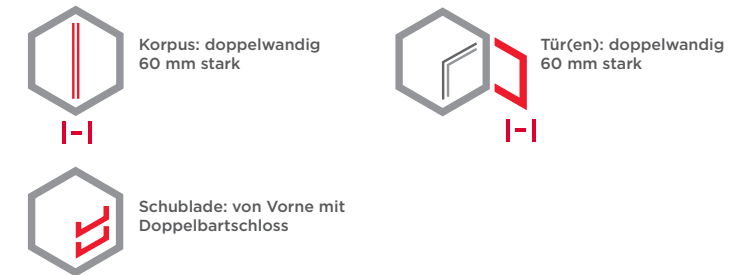 Korpus: doppelwandig
60 mm stark
Tür(en): doppelwandig
60 mm stark
Schublade: von Vorne mit
Doppelbartschloss